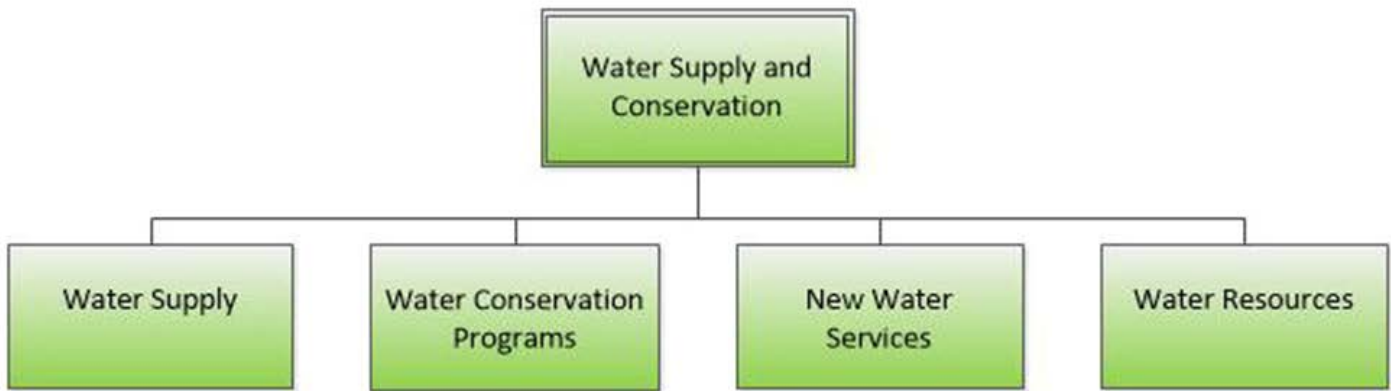 Water Supply and
Conservation
Water Supply
Water Conservation
Programs
New Water
Services
Water Resources